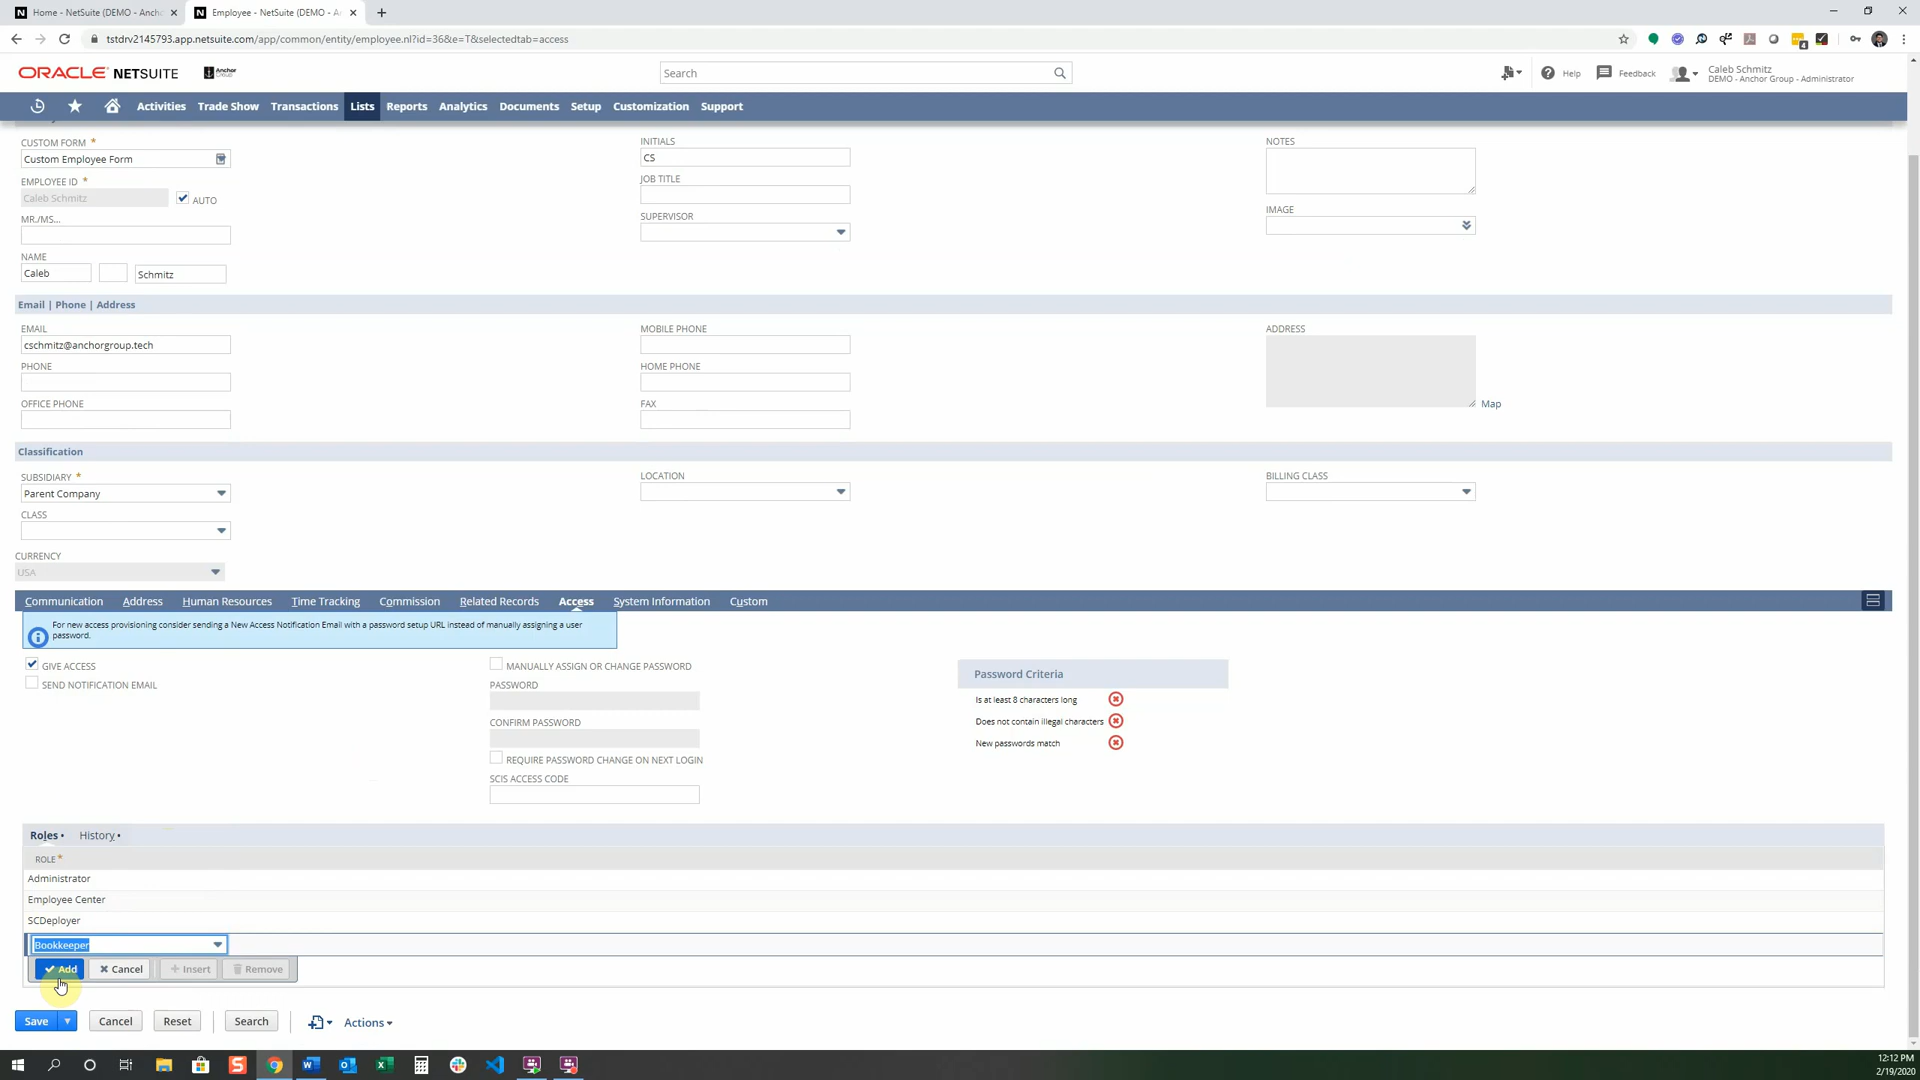 Home - NetSuite (DEMO - Anch
Employee - NetSuite (DEMO - A
tstdrv2145793.app.netsuite.com/app/common/entity/employee.nl?id=36&e=T&selectedtab=access
ORACLE NETSUITE
Anchor Group
Search
Help
Feedback
Caleb Schmitz
DEMO - Anchor Group - Administrator
Activities Trade Show Transactions Lists Reports Analytics Documents Setup Customization Support
CUSTOM FORM *
Custom Employee Form
EMPLOYEE ID *
Caleb Schmitz
AUTO
MR./MS...
NAME
Caleb
Schmitz
INITIALS
CS
JOB TITLE
SUPERVISOR
NOTES
IMAGE
Email | Phone | Address
EMAIL
cschmitz@anchorgroup.tech
PHONE
OFFICE PHONE
MOBILE PHONE
HOME PHONE
FAX
ADDRESS
Map
Classification
SUBSIDIARY *
Parent Company
CLASS
LOCATION
BILLING CLASS
CURRENCY
USA
Communication Address Human Resources Time Tracking Commission Related Records Access System Information Custom
For new access provisioning consider sending a New Access Notification Email with a password setup URL instead of manually assigning a user
password.
GIVE ACCESS
SEND NOTIFICATION EMAIL
MANUALLY ASSIGN OR CHANGE PASSWORD
PASSWORD
CONFIRM PASSWORD
REQUIRE PASSWORD CHANGE ON NEXT LOGIN
SCIS ACCESS CODE
Password Criteria
Is at least 8 characters long
Does not contain illegal characters
New passwords match
Roles • History •
ROLE *
Administrator
Employee Center
SCDeployer
Bookkeeper
Add Cancel Insert Remove
Save Cancel Reset Search Actions
12:12 PM
2/19/2020